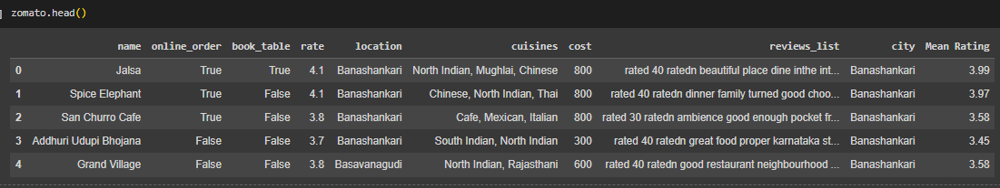 zomato.head()
name online_order book_table rate location cuisines cost reviews_list city Mean Rating
0 Jalsa True True 4.1 Banashankari North Indian, Mughlai, Chinese 800 rated 40 ratedn beautiful place dine inthe int... Banashankari 3.99
1 Spice Elephant True False 4.1 Banashankari Chinese, North Indian, Thai 800 rated 40 ratedn dinner family turned good choo... Banashankari 3.97
2 San Churro Cafe True False 3.8 Banashankari Cafe, Mexican, Italian 800 rated 30 ratedn ambience good enough pocket fr... Banashankari 3.58
3 Addhuri Udupi Bhojana False False 3.7 Banashankari South Indian, North Indian 300 rated 40 ratedn great food proper karnataka st... Banashankari 3.45
4 Grand Village False False 3.8 Basavanagudi North Indian, Rajasthani 600 rated 40 ratedn good restaurant neighbourhood ... Banashankari 3.58